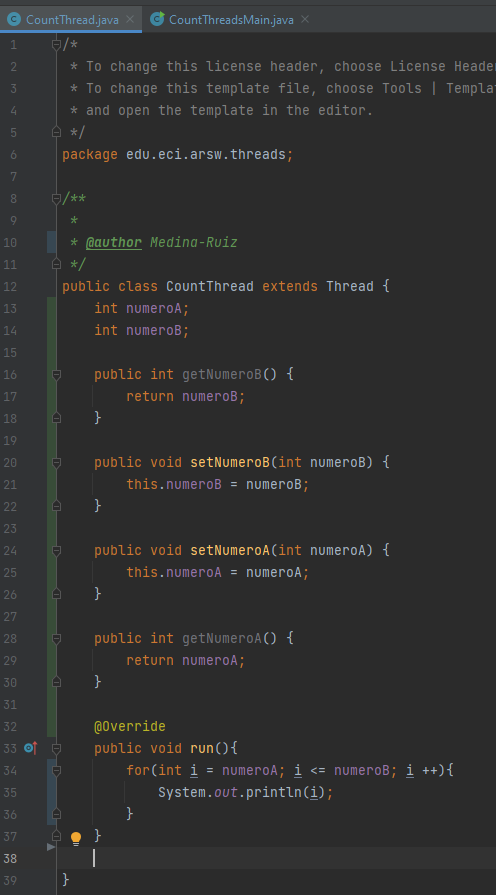 CountThread.java × CountThreadsMain.java ×
1 /*
2 * To change this license header, choose License Header
3 * To change this template file, choose Tools | Templa
4 * and open the template in the editor.
5 */
6 package edu.eci.arsw.threads;
7
8 /**
9 *
10 * @author Medina-Ruiz
11 */
12 public class CountThread extends Thread {
13 int numeroA;
14 int numeroB;
15
16 public int getNumeroB() {
17 return numeroB;
18 }
19
20 public void setNumeroB(int numeroB) {
21 this.numeroB = numeroB;
22 }
23
24 public void setNumeroA(int numeroA) {
25 this.numeroA = numeroA;
26 }
27
28 public int getNumeroA() {
29 return numeroA;
30 }
31
32 @Override
33 public void run(){
34 for(int i = numeroA; i <= numeroB; i ++){
35 System.out.println(i);
36 }
37 }
38
39 }